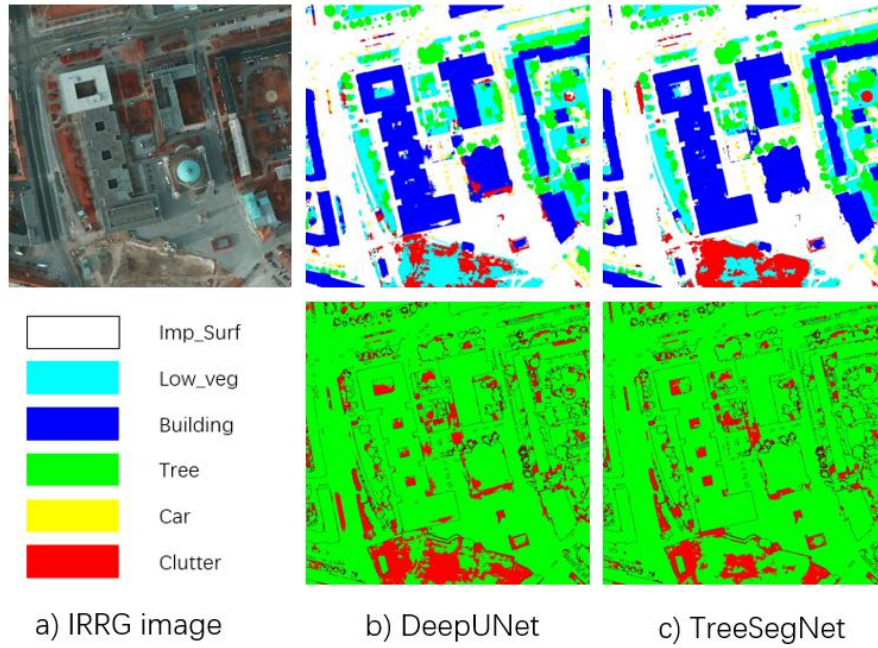 Imp_Surf
Low_veg
Building
Tree
Car
Clutter
a) IRRG image
b) DeepUNet
c) TreeSegNet